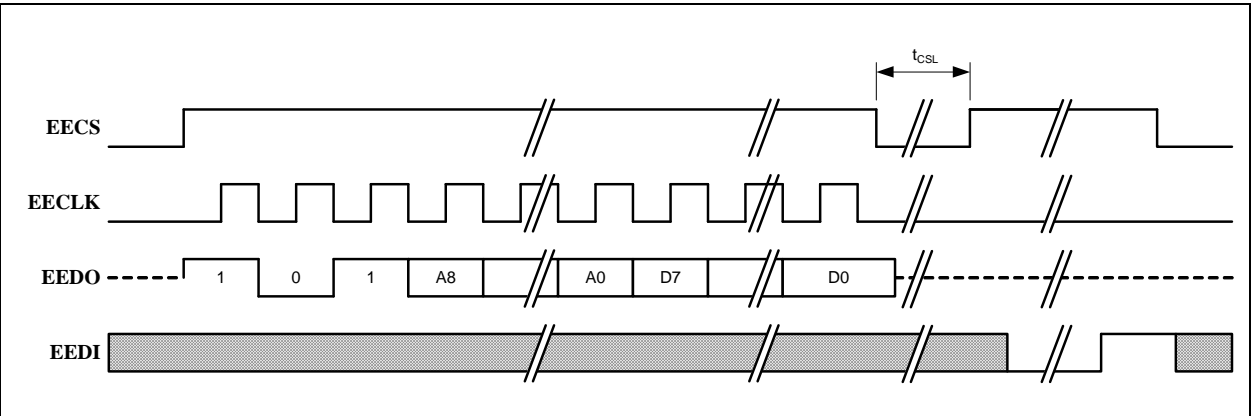 tCSL
EECS
EECLK
EEDO 1 0 1 A8 A0 D7 D0
EEDI